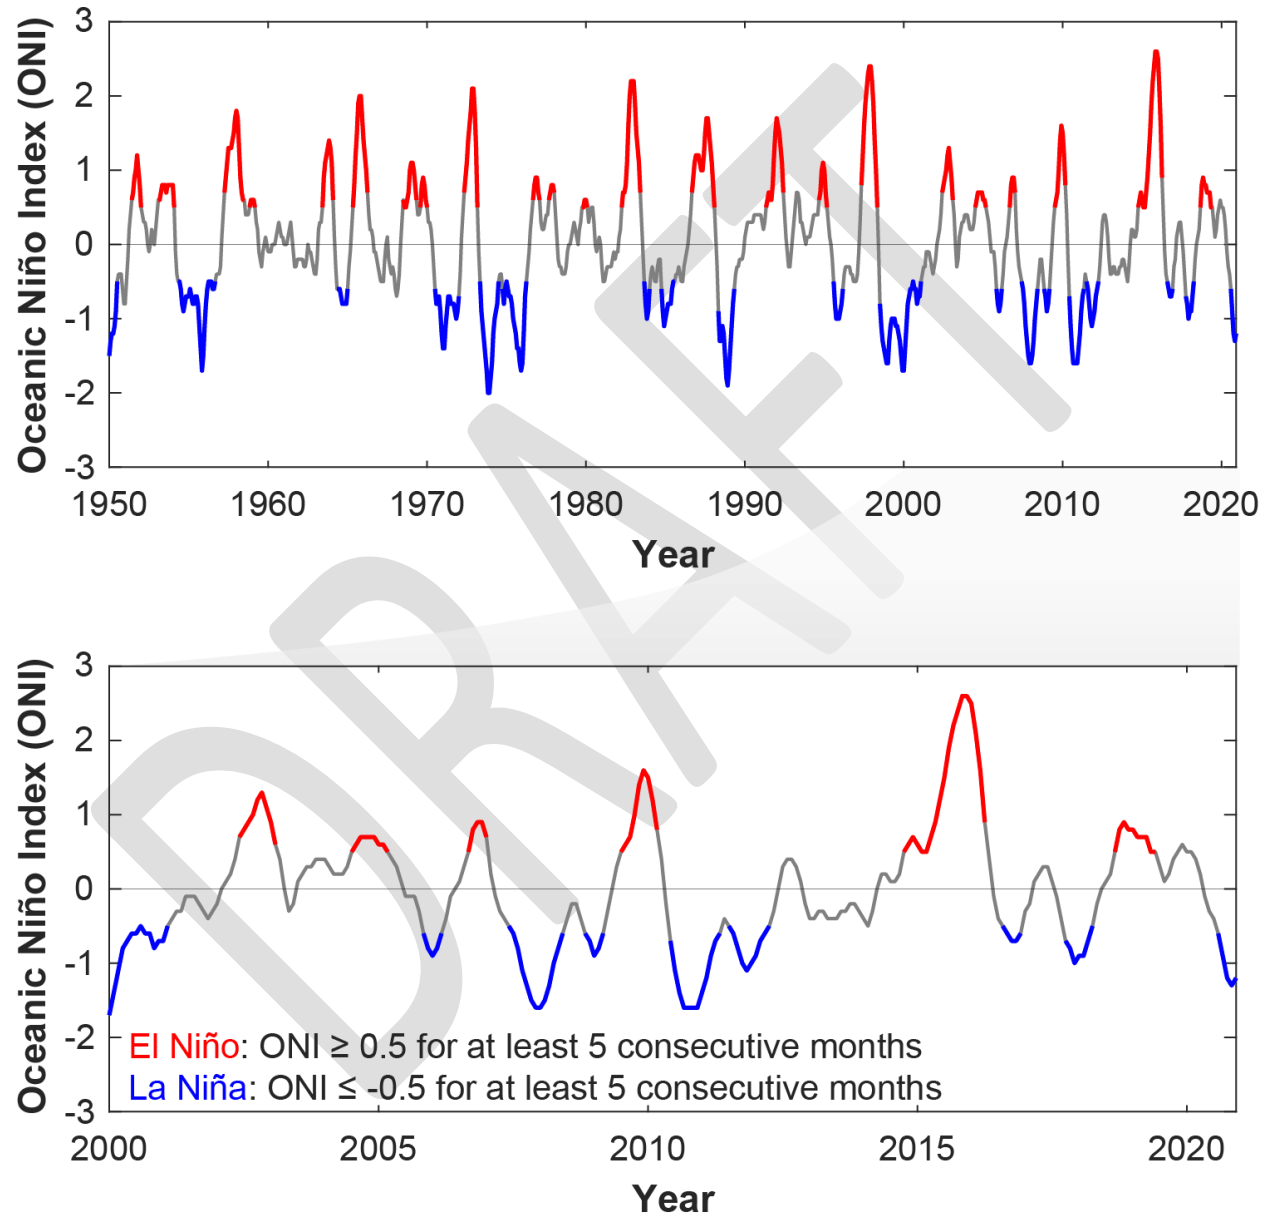 Oceanic Niño Index (ONI)
3
2
1
0
-1
-2
-3
1950 1960 1970 1980 1990 2000 2010 2020
Year
DRAFT
Oceanic Niño Index (ONI)
3
2
1
0
-1
-2
-3
El Niño: ONI ≥ 0.5 for at least 5 consecutive months
La Niña: ONI ≤ -0.5 for at least 5 consecutive months
2000 2005 2010 2015 2020
Year